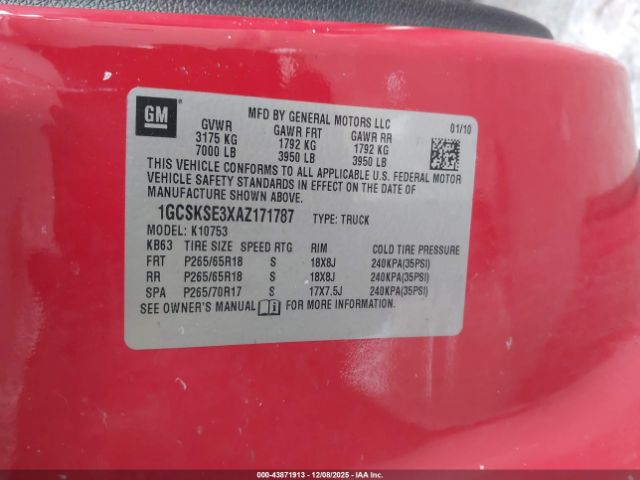 GM
MFD BY GENERAL MOTORS LLC
01/10
GVWR GAWR FRT GAWR RR
3175 KG 1792 KG 1792 KG
7000 LB 3950 LB 3950 LB
THIS VEHICLE CONFORMS TO ALL APPLICABLE U.S. FEDERAL MOTOR
VEHICLE SAFETY STANDARDS IN EFFECT ON THE DATE OF
MANUFACTURE SHOWN ABOVE.
1GCSKSE3XAZ171787 TYPE: TRUCK
MODEL: K10753
KB63 TIRE SIZE SPEED RTG RIM COLD TIRE PRESSURE
FRT P265/65R18 S 18X8J 240KPA(35PSI)
RR P265/65R18 S 18X8J 240KPA(35PSI)
SPA P265/70R17 S 17X7.5J 240KPA(35PSI)
SEE OWNER'S MANUAL FOR ADDITIONAL INFORMATION
000-43871913 - 12/08/2025 - IAAI, Inc.